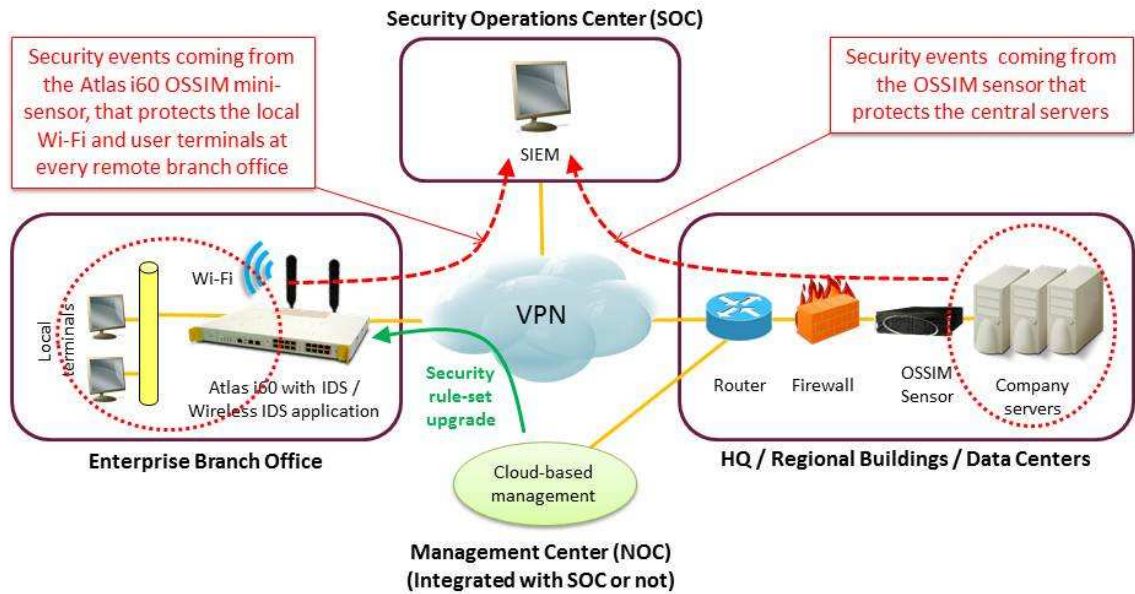 Security Operations Center (SOC)
Security events coming from
the Atlas i60 OSSIM mini-
sensor, that protects the local
Wi-Fi and user terminals at
every remote branch office
Security events coming from
the OSSIM sensor that
protects the central servers
SIEM
Wi-Fi
Local
terminals
Atlas i60 with IDS /
Wireless IDS application
Enterprise Branch Office
VPN
Security
rule-set
upgrade
Router
Firewall
OSSIM
Sensor
Company
servers
HQ / Regional Buildings / Data Centers
Cloud-based
management
Management Center (NOC)
(Integrated with SOC or not)